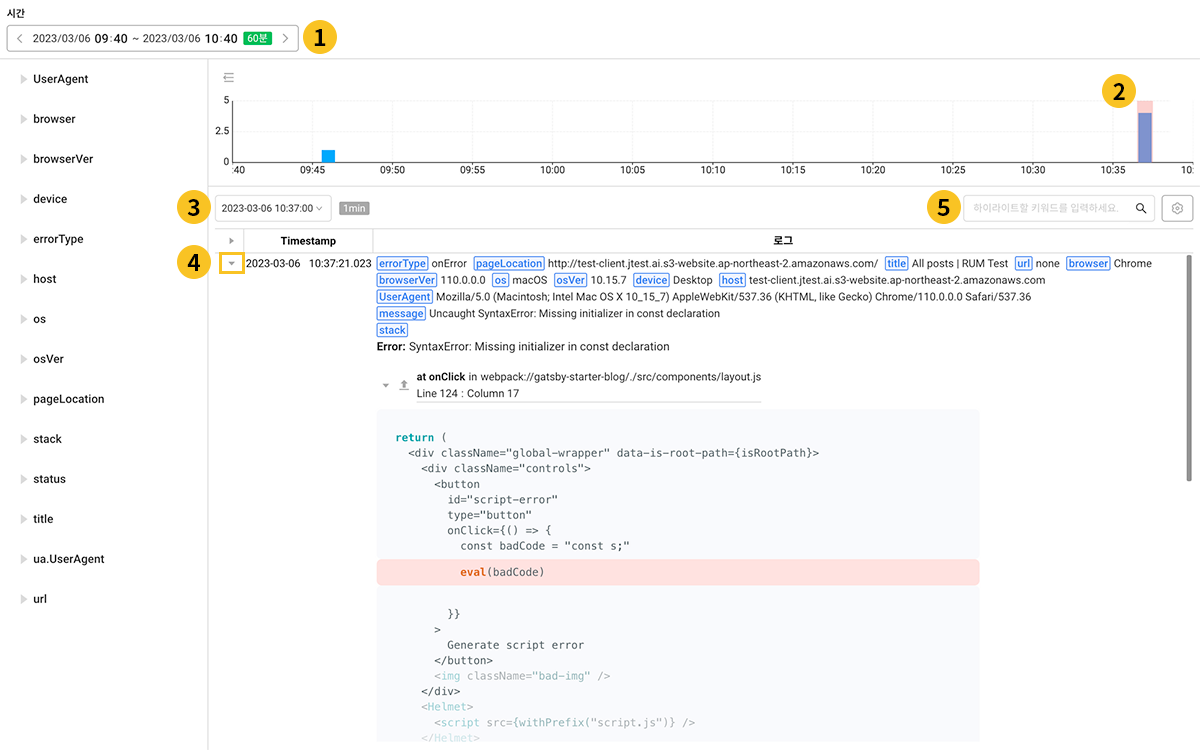 시간
2023/03/06 09:40 ~ 2023/03/06 10:40 60분
1
UserAgent
browser
browserVer
device
errorType
host
os
osVer
pageLocation
stack
status
title
ua.UserAgent
url
2
5
2.5
0
:40 09:45 09:50 09:55 10:00 10:05 10:10 10:15 10:20 10:25 10:30 10:35 10:
3
2023-03-06 10:37:00 1min
5
하이라이트할 키워드를 입력하세요.
Timestamp 로그
4
2023-03-06 10:37:21.023 errorType onError pageLocation http://test-client.jtest.ai.s3-website.ap-northeast-2.amazonaws.com/ title All posts | RUM Test url none browser Chrome
browserVer 110.0.0.0 os macOS osVer 10.15.7 device Desktop host test-client.jtest.ai.s3-website.ap-northeast-2.amazonaws.com
UserAgent Mozilla/5.0 (Macintosh; Intel Mac OS X 10_15_7) AppleWebKit/537.36 (KHTML, like Gecko) Chrome/110.0.0.0 Safari/537.36
message Uncaught SyntaxError: Missing initializer in const declaration
stack
Error: SyntaxError: Missing initializer in const declaration
at onClick in webpack://gatsby-starter-blog/./src/components/layout.js
Line 124 : Column 17
return (
<div className="global-wrapper" data-is-root-path={isRootPath}>
<div className="controls">
<button
id="script-error"
type="button"
onClick={() => {
const badCode = "const s;"
eval(badCode)
}}
>
Generate script error
</button>
<img className="bad-img" />
</div>
<Helmet>
<script src={withPrefix("script.js")} />
</Helmet>